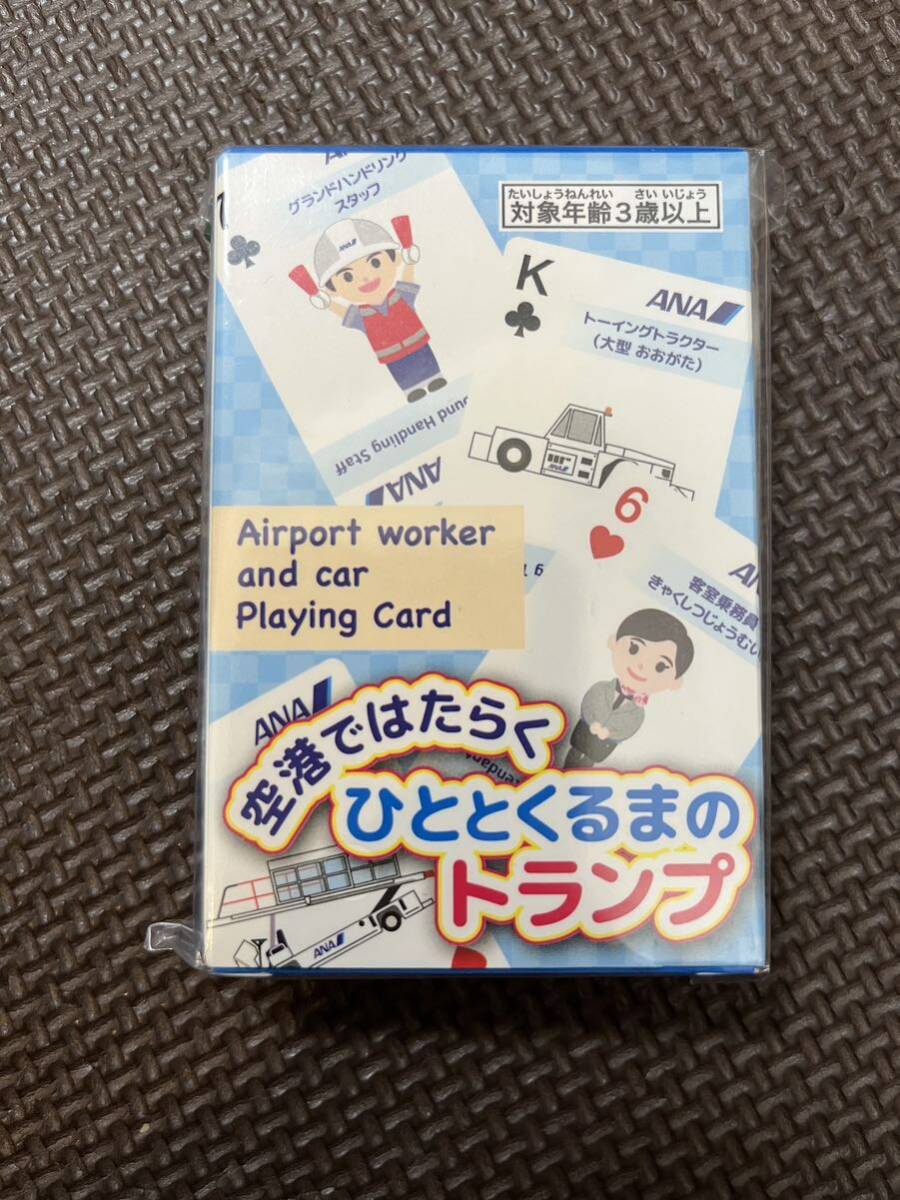 ANA
グランドハンドリング
スタッフ
ANA
ound Handling Staff
ANA
たいしょうねんれい さい いじょう
対象年齢3歳以上
K
ANA
トーイングトラクター
(大型 おおがた)
ANA
6
客室乗務員
きゃくしつじょうむい
Airport worker
and car
Playing Card
ANA
tendant
空港ではたらく
ひととくるまの
トランプ
ANA